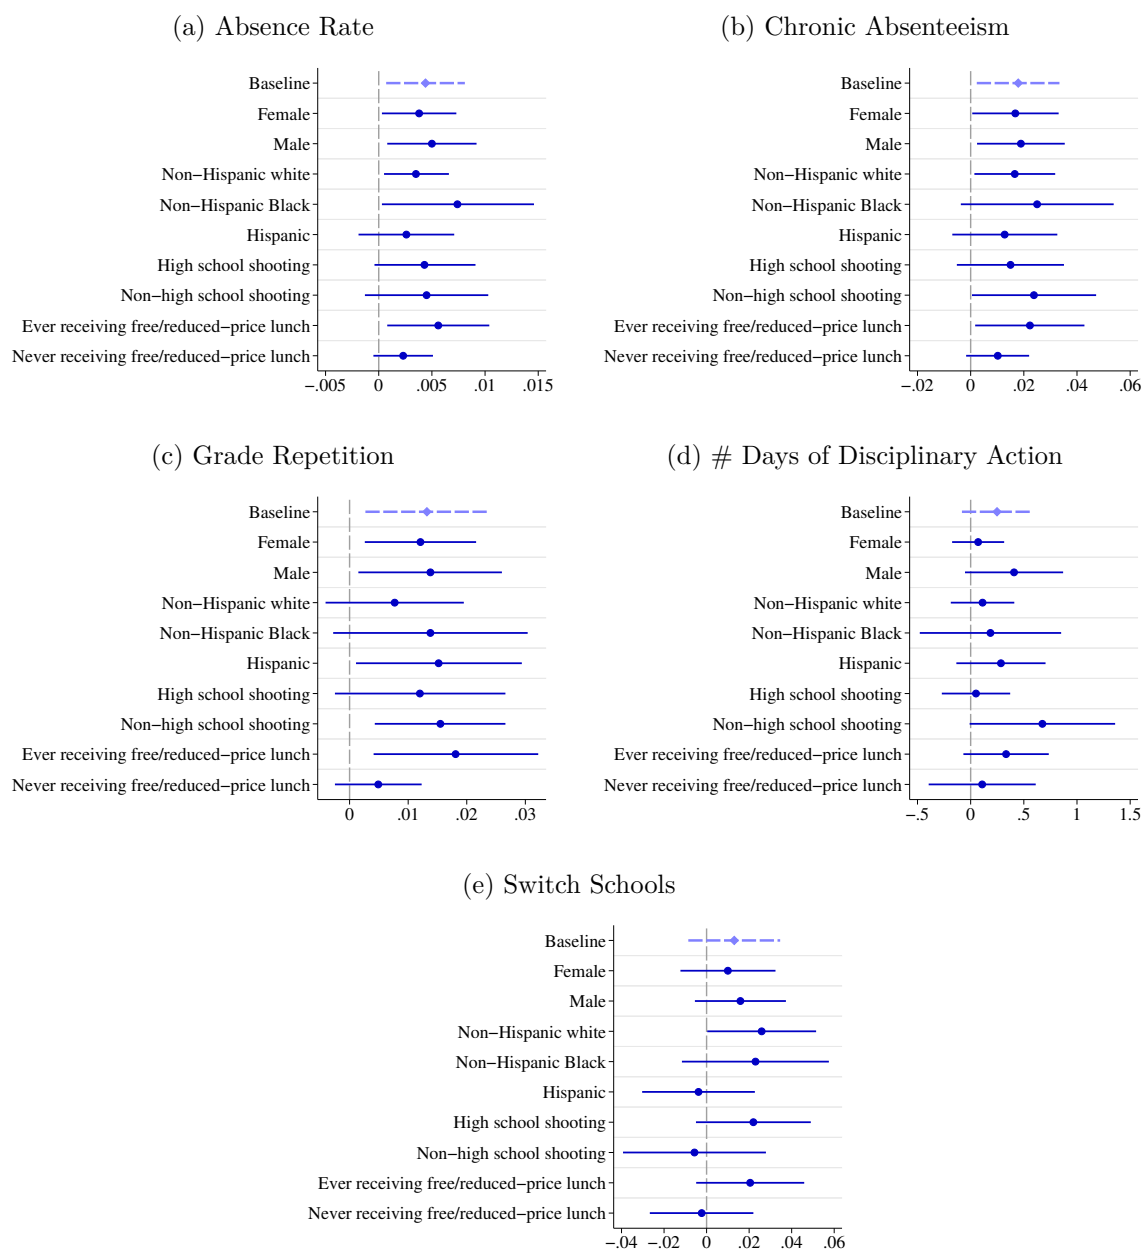 (a) Absence Rate
Baseline
Female
Male
Non−Hispanic white
Non−Hispanic Black
Hispanic
High school shooting
Non−high school shooting
Ever receiving free/reduced−price lunch
Never receiving free/reduced−price lunch
−.005 0 .005 .01 .015
(b) Chronic Absenteeism
Baseline
Female
Male
Non−Hispanic white
Non−Hispanic Black
Hispanic
High school shooting
Non−high school shooting
Ever receiving free/reduced−price lunch
Never receiving free/reduced−price lunch
−.02 0 .02 .04 .06
(c) Grade Repetition
Baseline
Female
Male
Non−Hispanic white
Non−Hispanic Black
Hispanic
High school shooting
Non−high school shooting
Ever receiving free/reduced−price lunch
Never receiving free/reduced−price lunch
0 .01 .02 .03
(d) # Days of Disciplinary Action
Baseline
Female
Male
Non−Hispanic white
Non−Hispanic Black
Hispanic
High school shooting
Non−high school shooting
Ever receiving free/reduced−price lunch
Never receiving free/reduced−price lunch
−.5 0 .5 1 1.5
(e) Switch Schools
Baseline
Female
Male
Non−Hispanic white
Non−Hispanic Black
Hispanic
High school shooting
Non−high school shooting
Ever receiving free/reduced−price lunch
Never receiving free/reduced−price lunch
−.04 −.02 0 .02 .04 .06